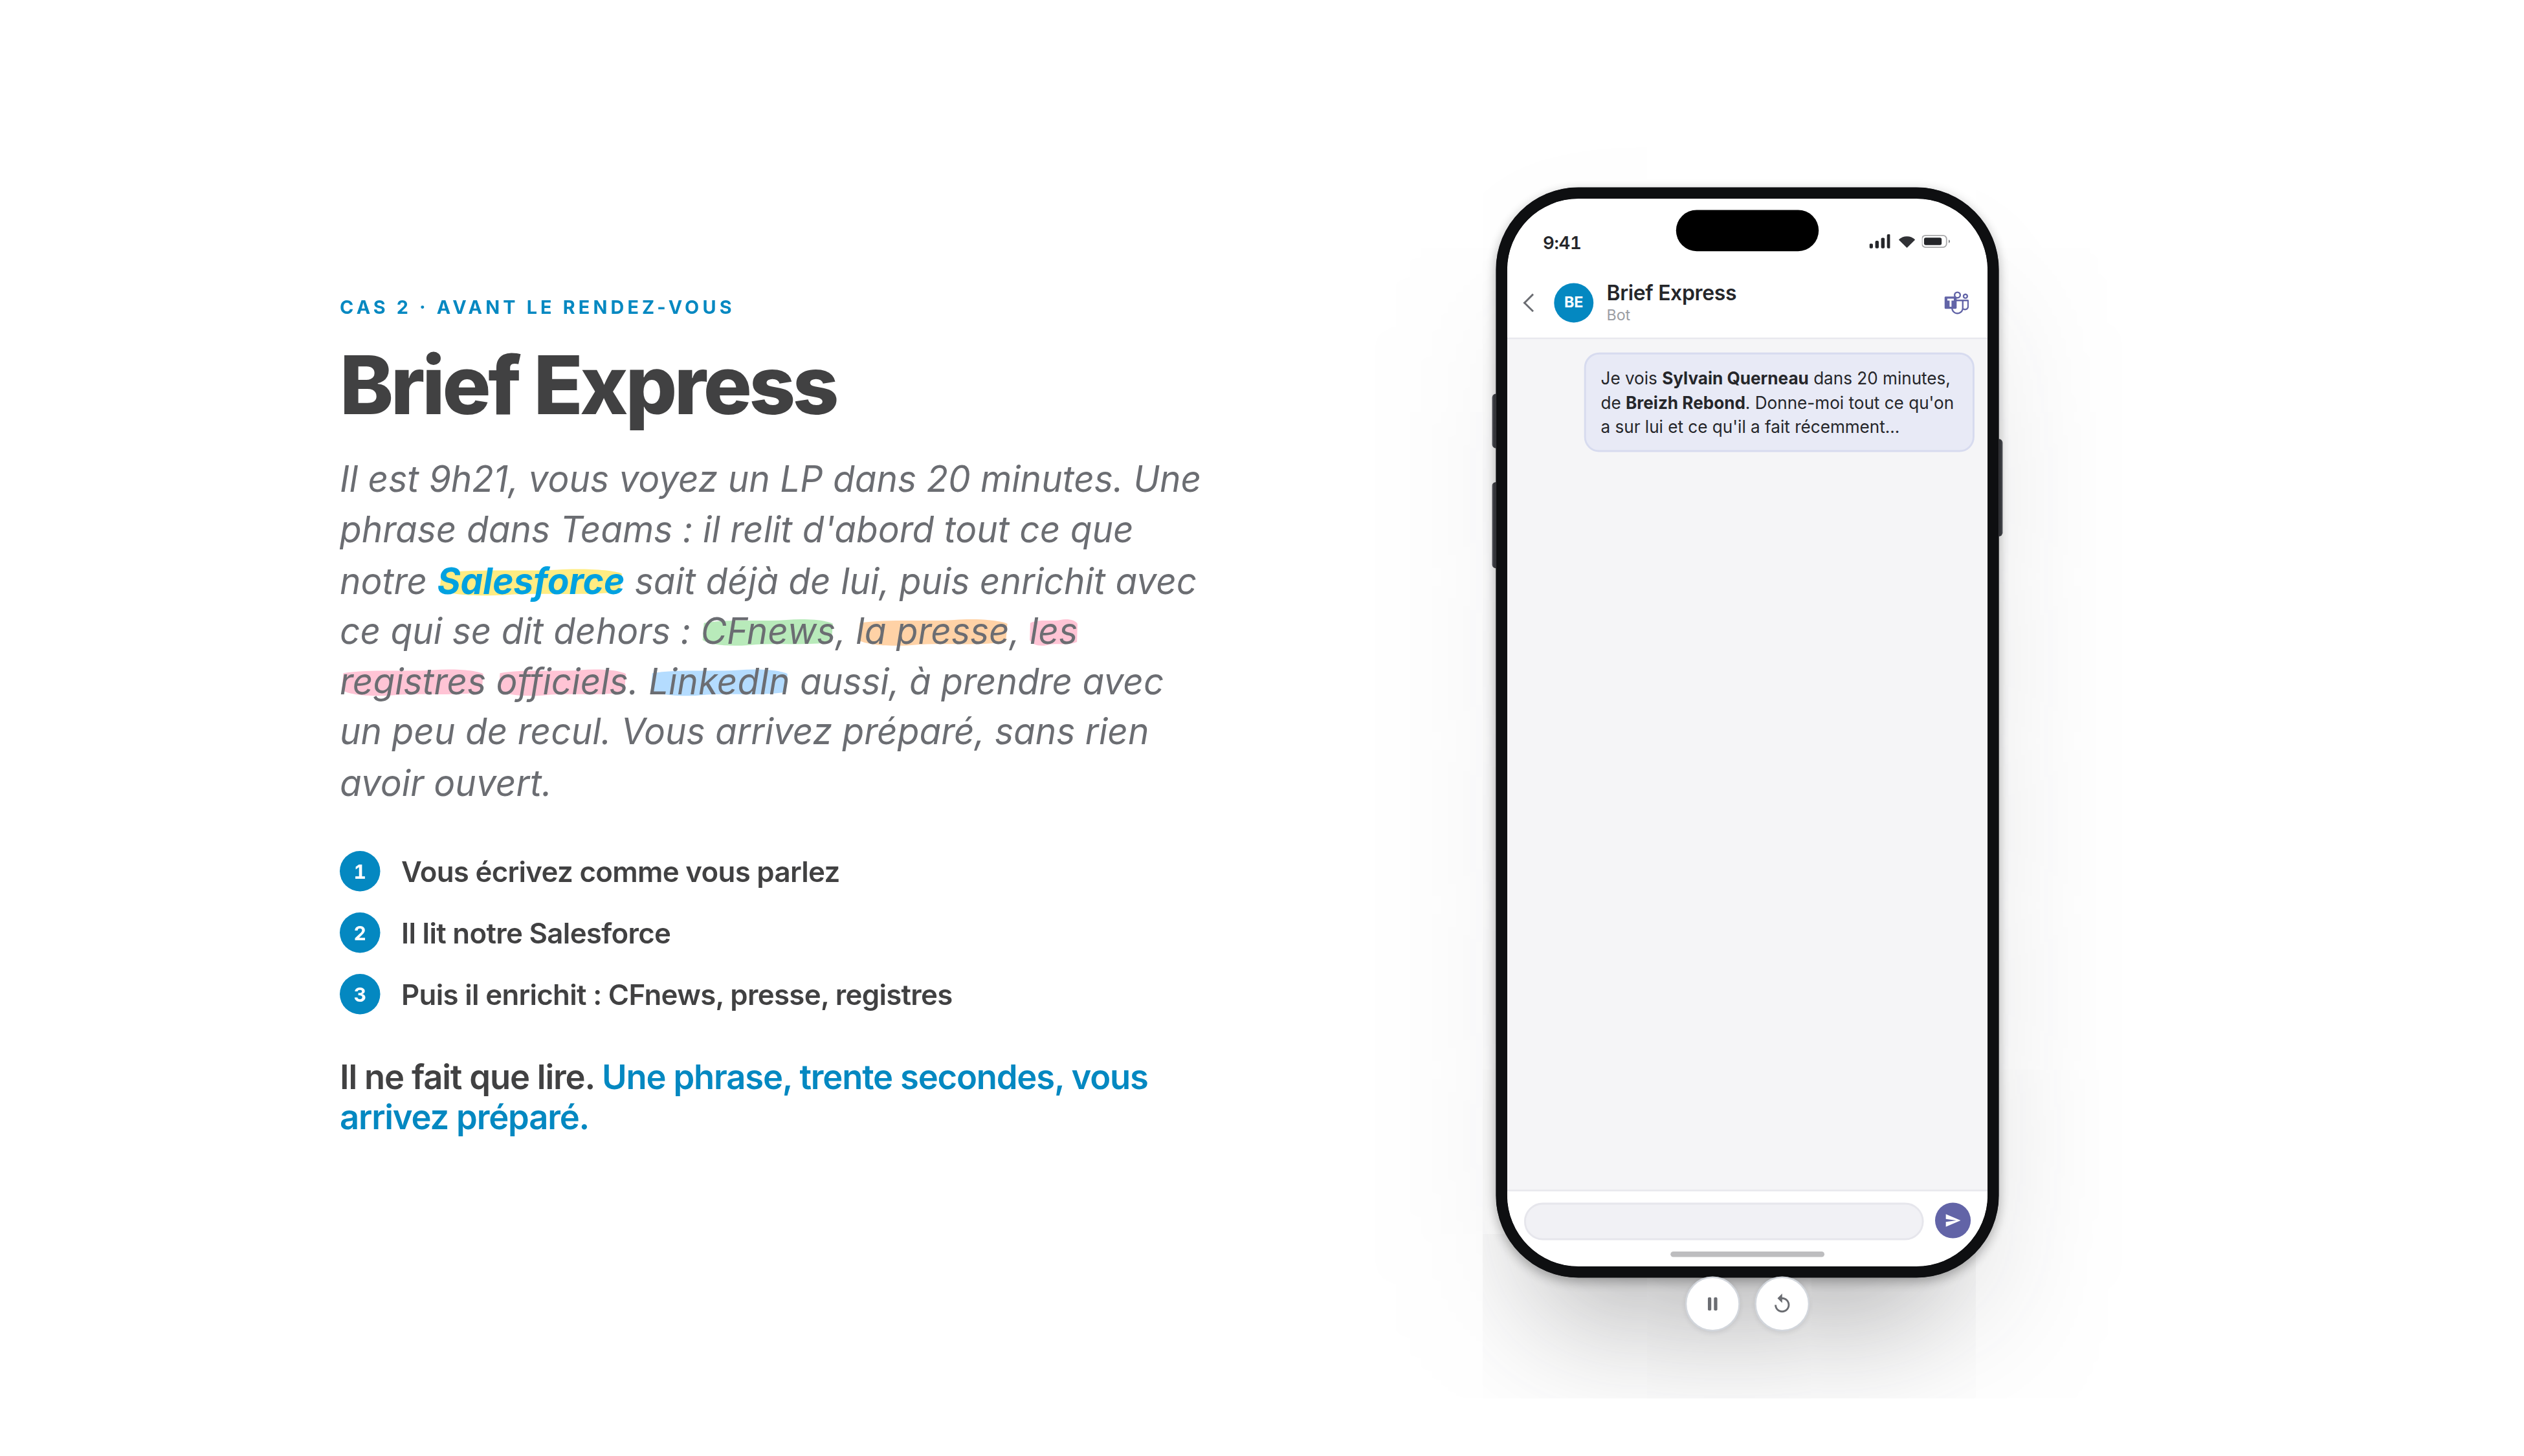 CAS 2 · AVANT LE RENDEZ-VOUS
Brief Express
Il est 9h21, vous voyez un LP dans 20 minutes. Une
phrase dans Teams : il relit d'abord tout ce que
notre Salesforce sait déjà de lui, puis enrichit avec
ce qui se dit dehors : CFnews, la presse, les
registres officiels. LinkedIn aussi, à prendre avec
un peu de recul. Vous arrivez préparé, sans rien
avoir ouvert.
1 Vous écrivez comme vous parlez
2 Il lit notre Salesforce
3 Puis il enrichit : CFnews, presse, registres
Il ne fait que lire. Une phrase, trente secondes, vous
arrivez préparé.
9:41
BE
Brief Express
Bot
T
Je vois Sylvain Querneau dans 20 minutes,
de Breizh Rebond. Donne-moi tout ce qu'on
a sur lui et ce qu'il a fait récemment...